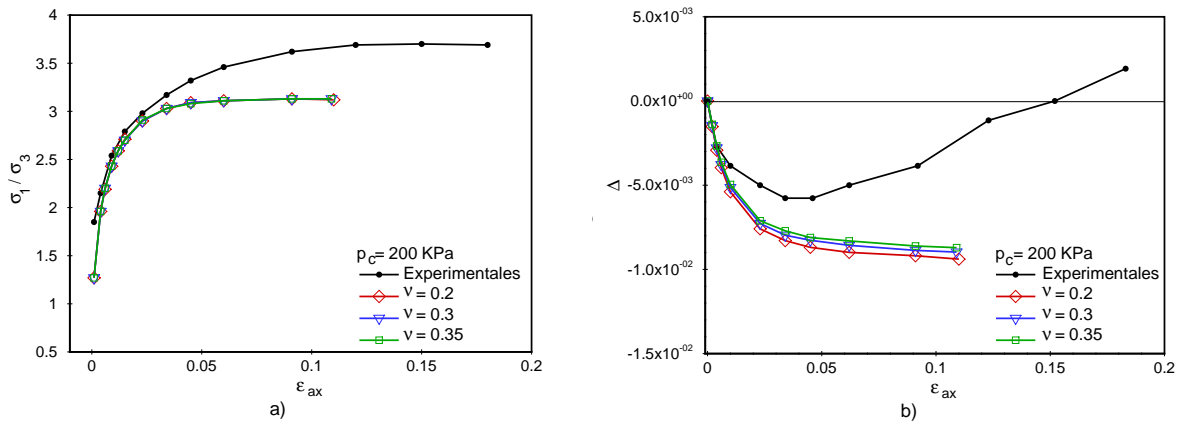 4
3.5
3
2.5
2
1.5
1
0.5
σ1 / σ3
pc= 200 KPa
Experimentales
ν = 0.2
ν = 0.3
ν = 0.35
0
0.05
0.1
0.15
0.2
εax
a)
5.0x10-03
0.0x10+00
-5.0x10-03
-1.0x10-02
-1.5x10-02
Δ
pc= 200 KPa
Experimentales
ν = 0.2
ν = 0.3
ν = 0.35
0
0.05
0.1
0.15
0.2
εax
b)